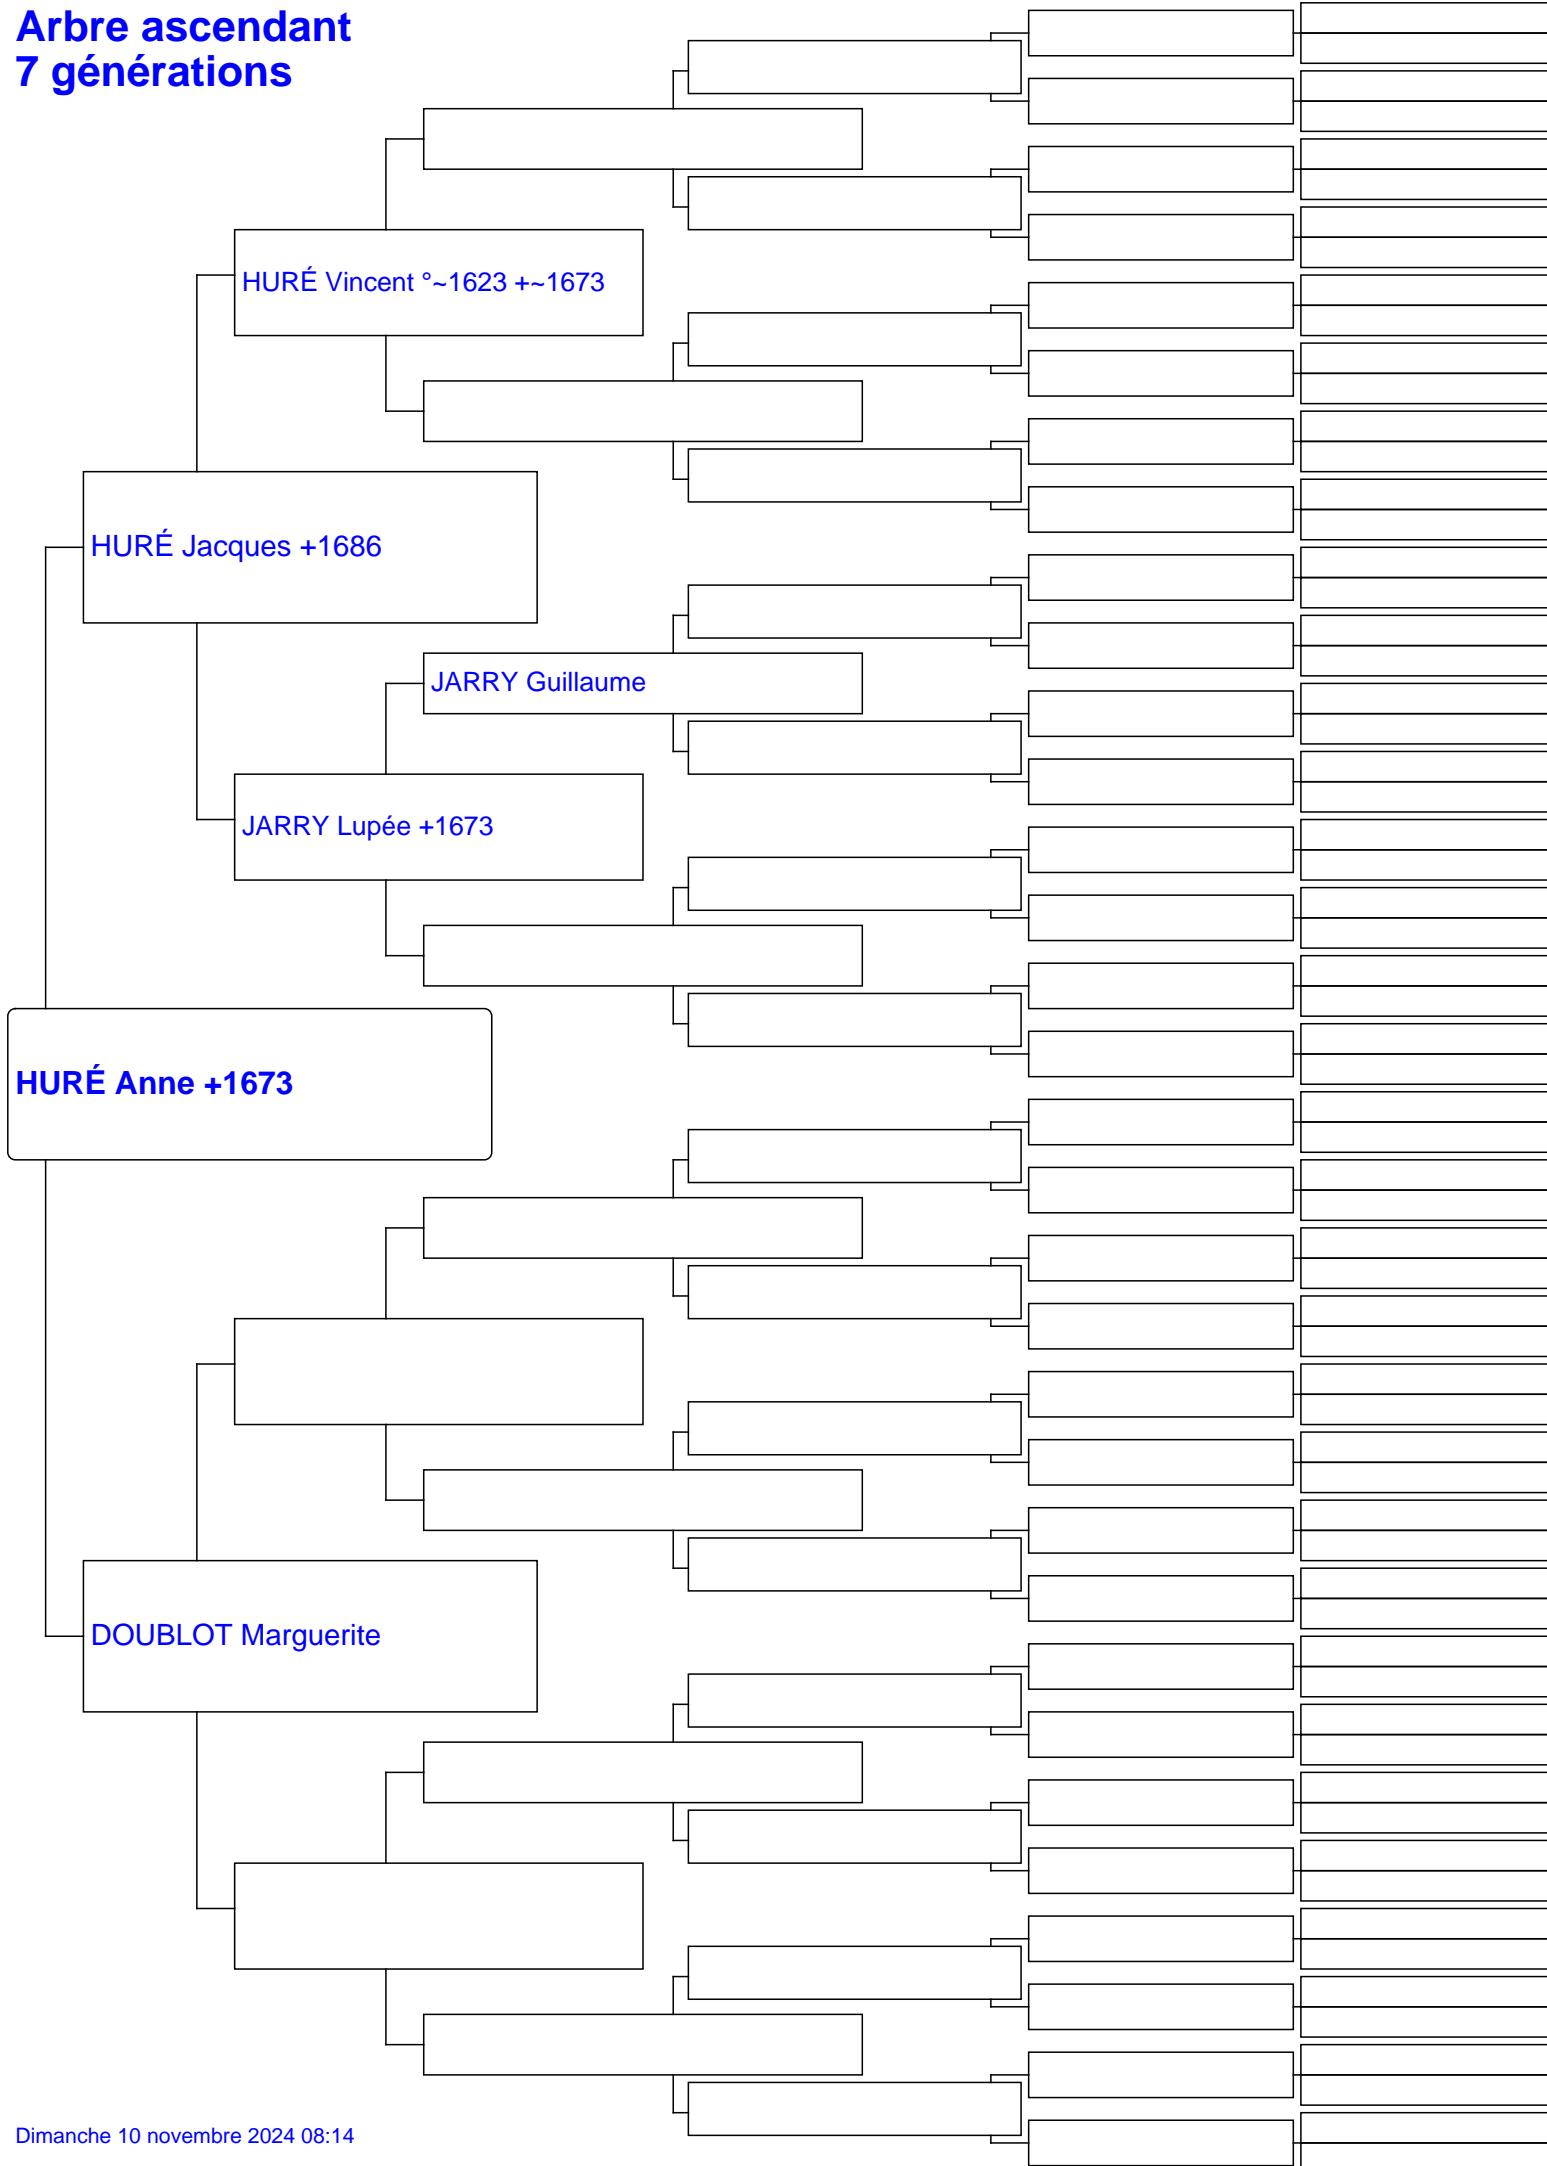 Arbre ascendant
7 générations
HURÉ Vincent °~1623 +~1673
HURÉ Jacques +1686
JARRY Guillaume
JARRY Lupée +1673
HURÉ Anne +1673
DOUBLOT Marguerite
Dimanche 10 novembre 2024 08:14